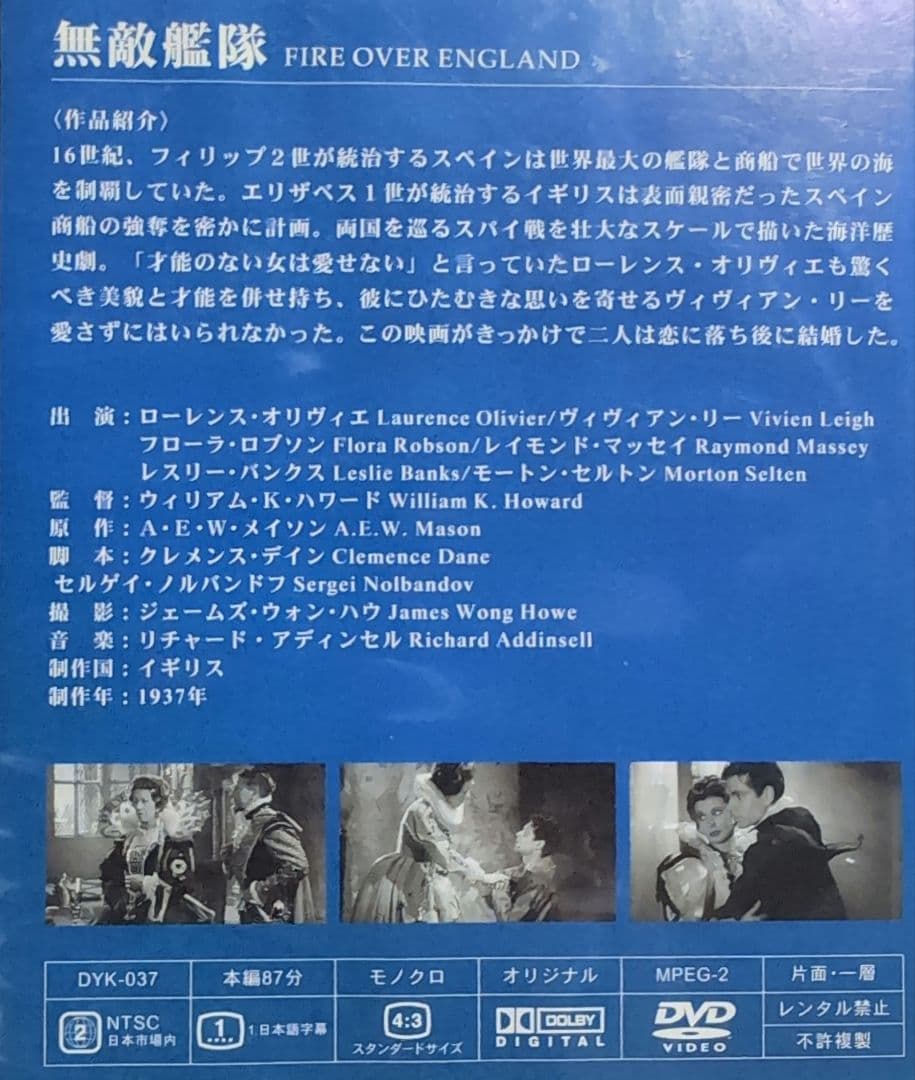 無敵艦隊 FIRE OVER ENGLAND
〈作品紹介〉
16世紀、フィリップ２世が統治するスペインは世界最大の艦隊と商船で世界の海
を制覇していた。エリザベス１世が統治するイギリスは表面親密だったスペイン
商船の強奪を密かに計画。両国を巡るスパイ戦を壮大なスケールで描いた海洋歴
史劇。「才能のない女は愛せない」と言っていたローレンス・オリヴィエも驚く
べき美貌と才能を併せ持ち、彼にひたむきな思いを寄せるヴィヴィアン・リーを
愛さずにはいられなかった。この映画がきっかけで二人は恋に落ち後に結婚した。
出　演：ローレンス・オリヴィエ Laurence Olivier/ヴィヴィアン・リー Vivien Leigh
フローラ・ロブソン Flora Robson/レイモンド・マッセイ Raymond Massey
レスリー・バンクス Leslie Banks/モートン・セルトン Morton Selten
監　督：ウィリアム・K・ハワード William K. Howard
原　作：A・E・W・メイソン A.E.W. Mason
脚　本：クレメンス・デイン Clemence Dane
セルゲイ・ノルバンドフ Sergei Nolbandov
撮　影：ジェームズ・ウォン・ハウ James Wong Howe
音　楽：リチャード・アディンセル Richard Addinsell
制作国：イギリス
制作年：1937年
DYK-037 本編87分 モノクロ オリジナル MPEG-2 片面・一層
2 NTSC 日本市場内 1 1日本語字幕 4:3 スタンダードサイズ DOLBY DIGITAL DVD VIDEO レンタル禁止
不許複製